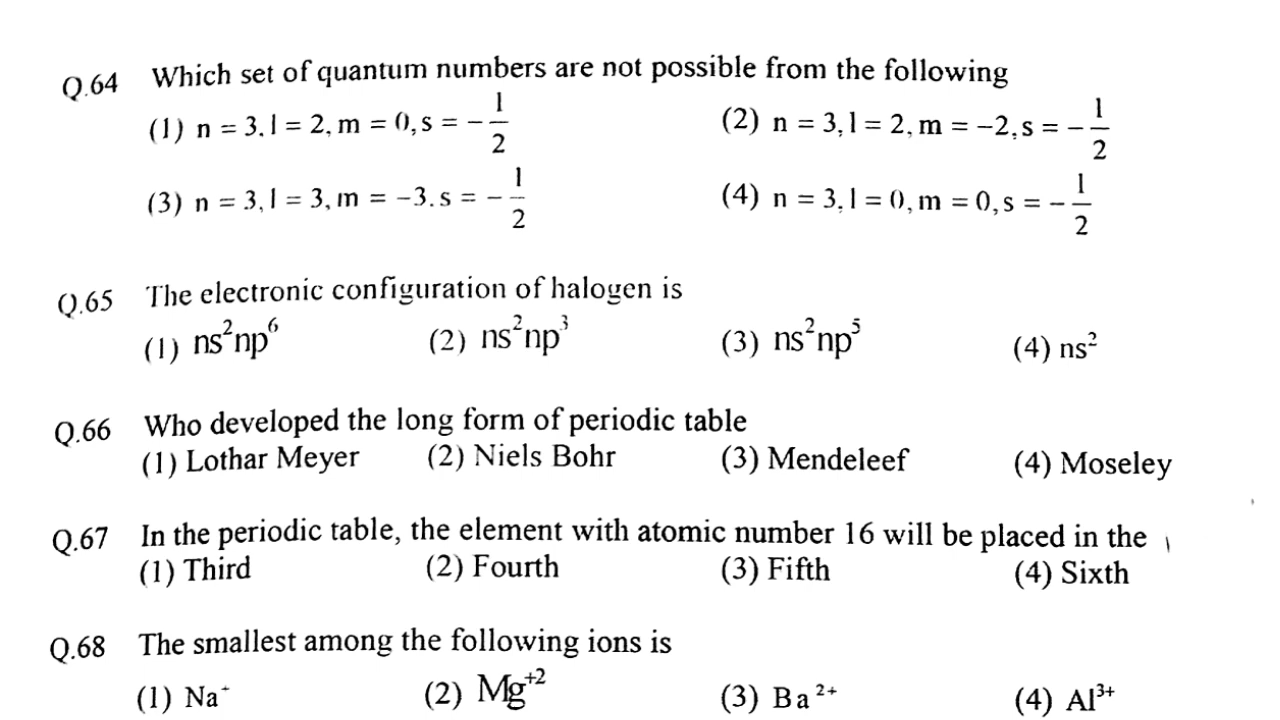 Q.64 Which set of quantum numbers are not possible from the following
(1) n = 3, l = 2, m = 0, s = -1/2 (2) n = 3, l = 2, m = -2, s = -1/2
(3) n = 3, l = 3, m = -3. s = -1/2 (4) n = 3, l = 0, m = 0, s = -1/2
Q.65 The electronic configuration of halogen is
(1) ns²np⁶ (2) ns²np³ (3) ns²np⁵ (4) ns²
Q.66 Who developed the long form of periodic table
(1) Lothar Meyer (2) Niels Bohr (3) Mendeleef (4) Moseley
Q.67 In the periodic table, the element with atomic number 16 will be placed in the
(1) Third (2) Fourth (3) Fifth (4) Sixth
Q.68 The smallest among the following ions is
(1) Na⁺ (2) Mg⁺² (3) Ba²⁺ (4) Al³⁺